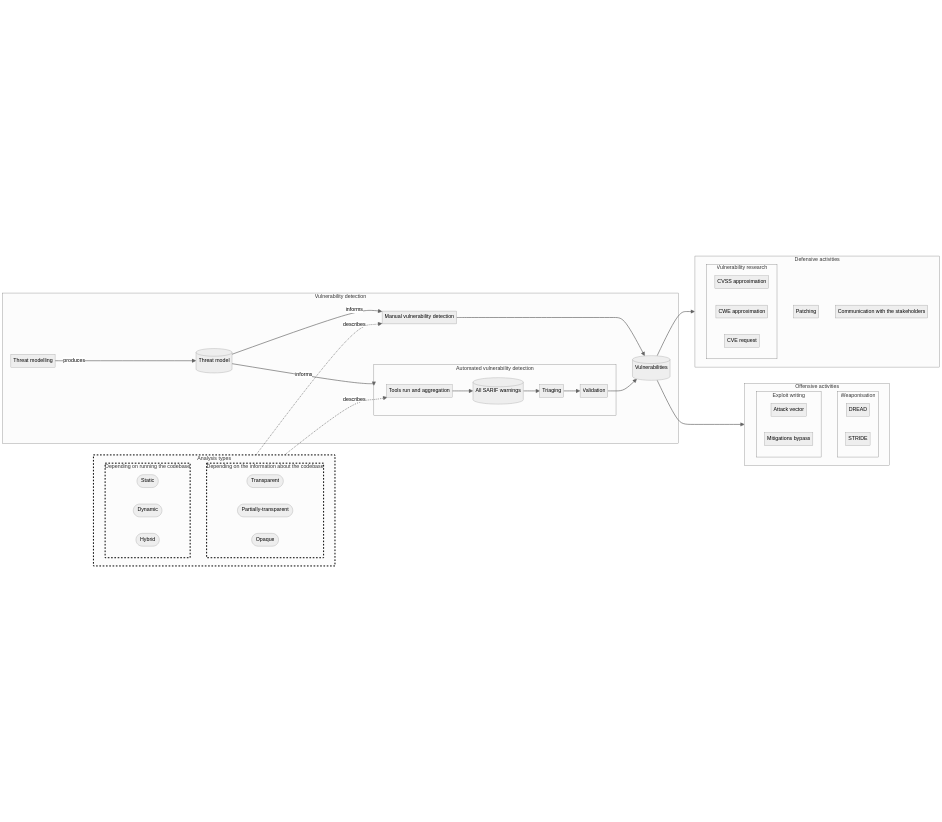 Defensive activities
Vulnerability research
CVSS approximation
CWE approximation
CVE request
Patching
Communication with the stakeholders
Vulnerability detection
informs
Manual vulnerability detection
describes
Threat modelling
produces
Threat model
informs
Automated vulnerability detection
Tools run and aggregation
All SARIF warnings
Triaging
Validation
describes
Vulnerabilities
Offensive activities
Exploit writing
Attack vector
Mitigations bypass
Weaponisation
DREAD
STRIDE
Analysis types
Depending on running the codebase
Static
Dynamic
Hybrid
Depending on the information about the codebase
Transparent
Partially-transparent
Opaque